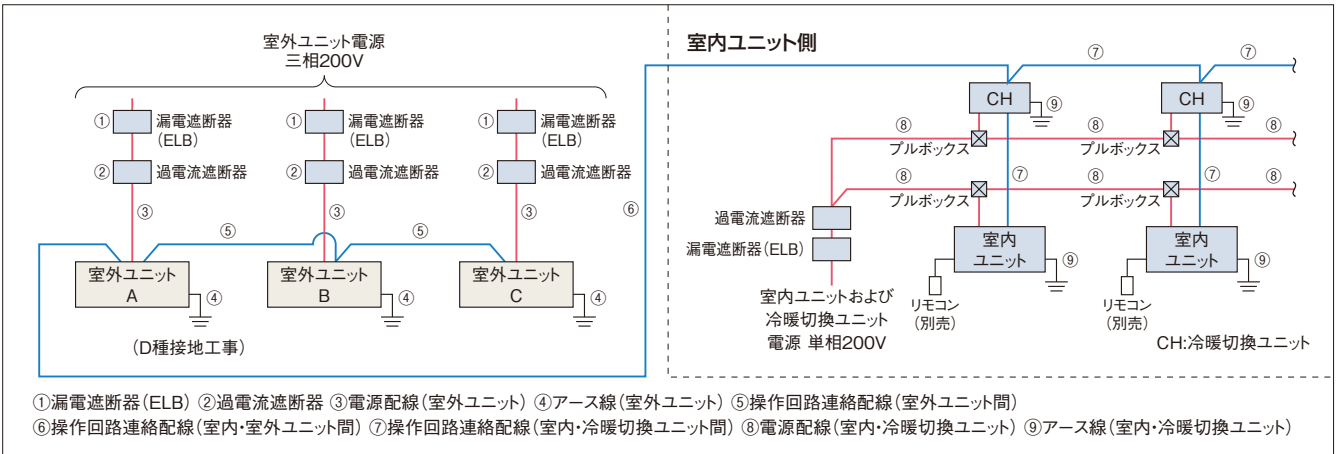 室外ユニット電源
三相200V
① 漏電遮断器
(ELB)
② 過電流遮断器
③
① 漏電遮断器
(ELB)
② 過電流遮断器
③
① 漏電遮断器
(ELB)
② 過電流遮断器
③
⑤
⑤
⑥
室外ユニット
A
④
室外ユニット
B
④
室外ユニット
C
④
(D種接地工事)
室内ユニット側
⑦
⑦
CH
⑨
CH
⑨
⑧
⑧
⑧
プルボックス
プルボックス
⑧
⑦
⑧
⑦
⑧
プルボックス
プルボックス
過電流遮断器
漏電遮断器(ELB)
室内
ユニット
⑨
室内
ユニット
⑨
リモコン
(別売)
リモコン
(別売)
室内ユニットおよび
冷暖切換ユニット
電源 単相200V
CH:冷暖切換ユニット
①漏電遮断器(ELB) ②過電流遮断器 ③電源配線(室外ユニット) ④アース線(室外ユニット) ⑤操作回路連絡配線(室外ユニット間)
⑥操作回路連絡配線(室内・室外ユニット間) ⑦操作回路連絡配線(室内・冷暖切換ユニット間) ⑧電源配線(室内・冷暖切換ユニット) ⑨アース線(室内・冷暖切換ユニット)